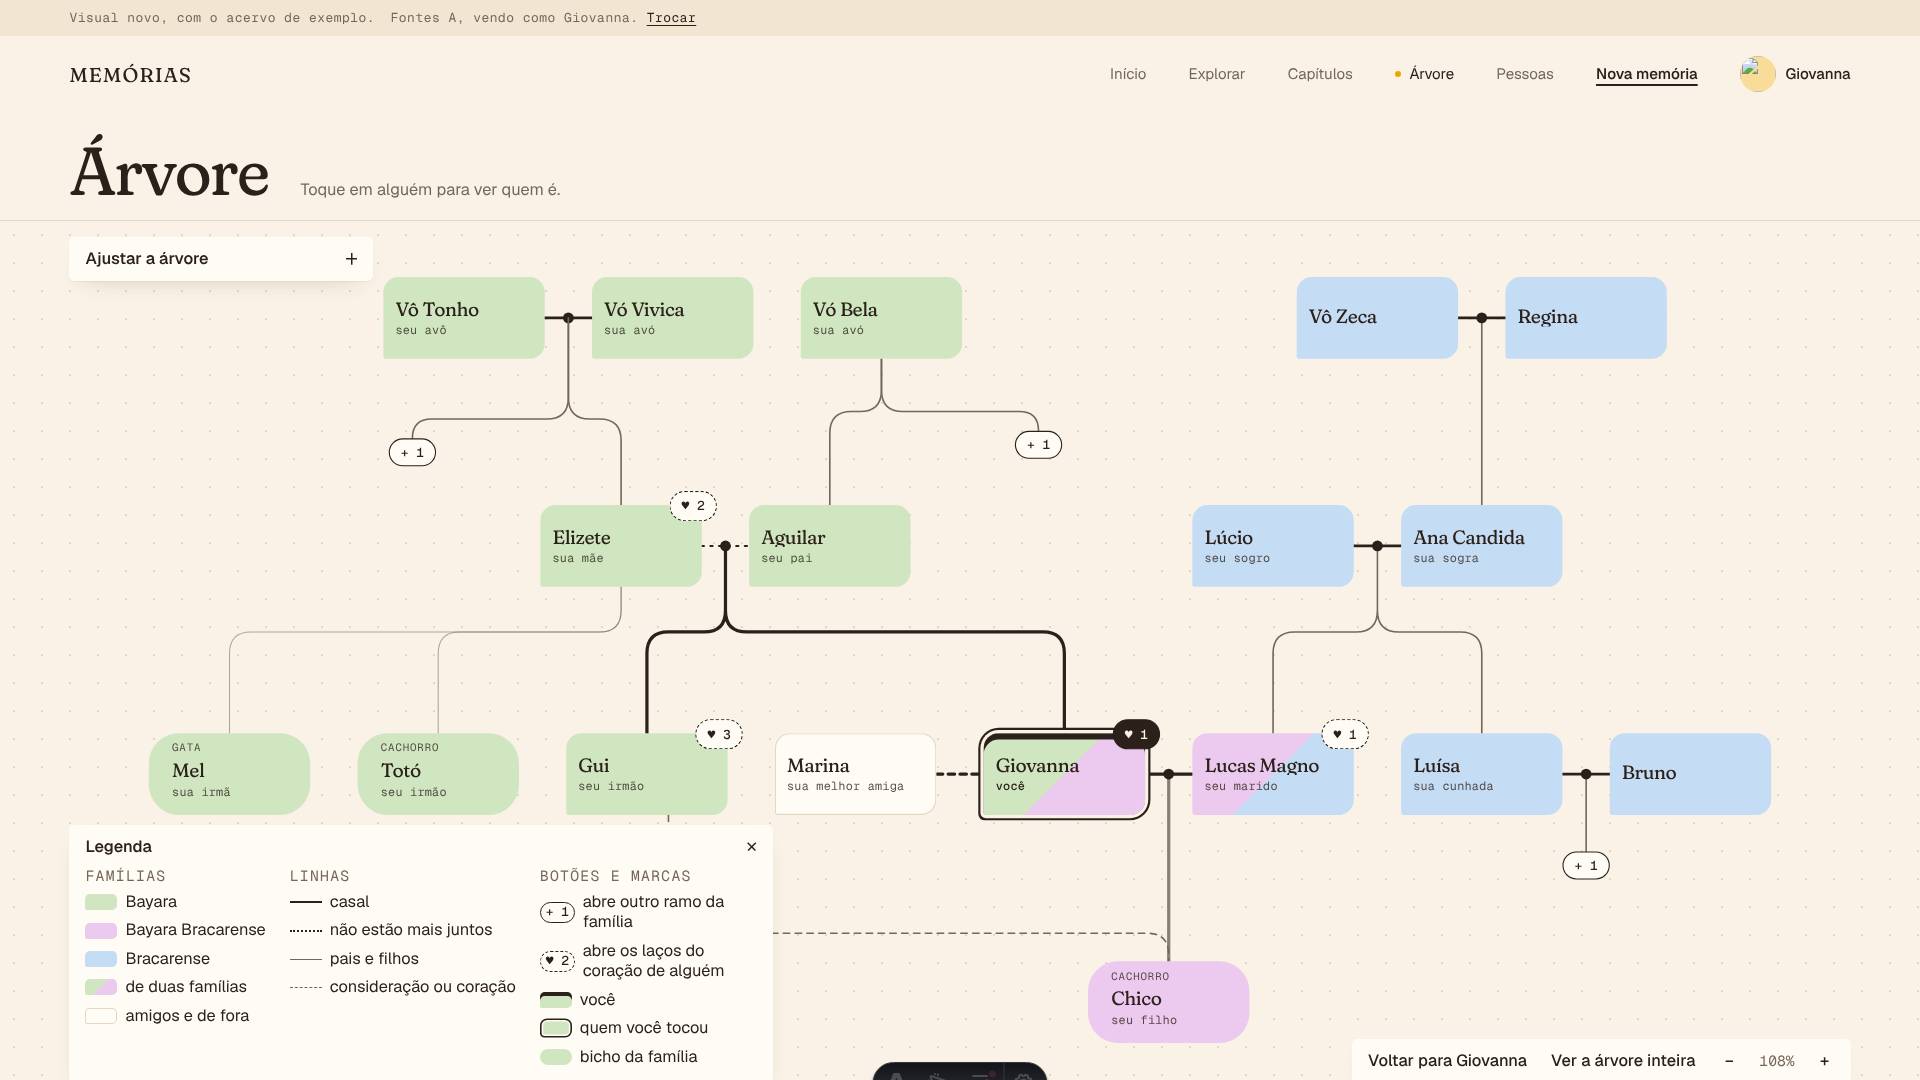 Visual novo, com o acervo de exemplo. Fontes A, vendo como Giovanna. Trocar
MEMÓRIAS
Início Explorar Capítulos Árvore Pessoas Nova memória Giovanna
Árvore
Toque em alguém para ver quem é.
Ajustar a árvore +
Vô Tonho
seu avô
Vó Vivica
sua avó
Vó Bela
sua avó
Vô Zeca
Regina
+ 1
+ 1
♥ 2
Elizete
sua mãe
Aguilar
seu pai
Lúcio
seu sogro
Ana Candida
sua sogra
GATA
Mel
sua irmã
CACHORRO
Totó
seu irmão
♥ 3
Gui
seu irmão
Marina
sua melhor amiga
♥ 1
Giovanna
você
♥ 1
Lucas Magno
seu marido
Luísa
sua cunhada
Bruno
+ 1
Legenda ×
FAMÍLIAS
Bayara
Bayara Bracarense
Bracarense
de duas famílias
amigos e de fora
LINHAS
casal
não estão mais juntos
pais e filhos
consideração ou coração
BOTÕES E MARCAS
+ 1 abre outro ramo da
família
♥ 2 abre os laços do
coração de alguém
você
quem você tocou
bicho da família
CACHORRO
Chico
seu filho
Voltar para Giovanna Ver a árvore inteira − 108% +